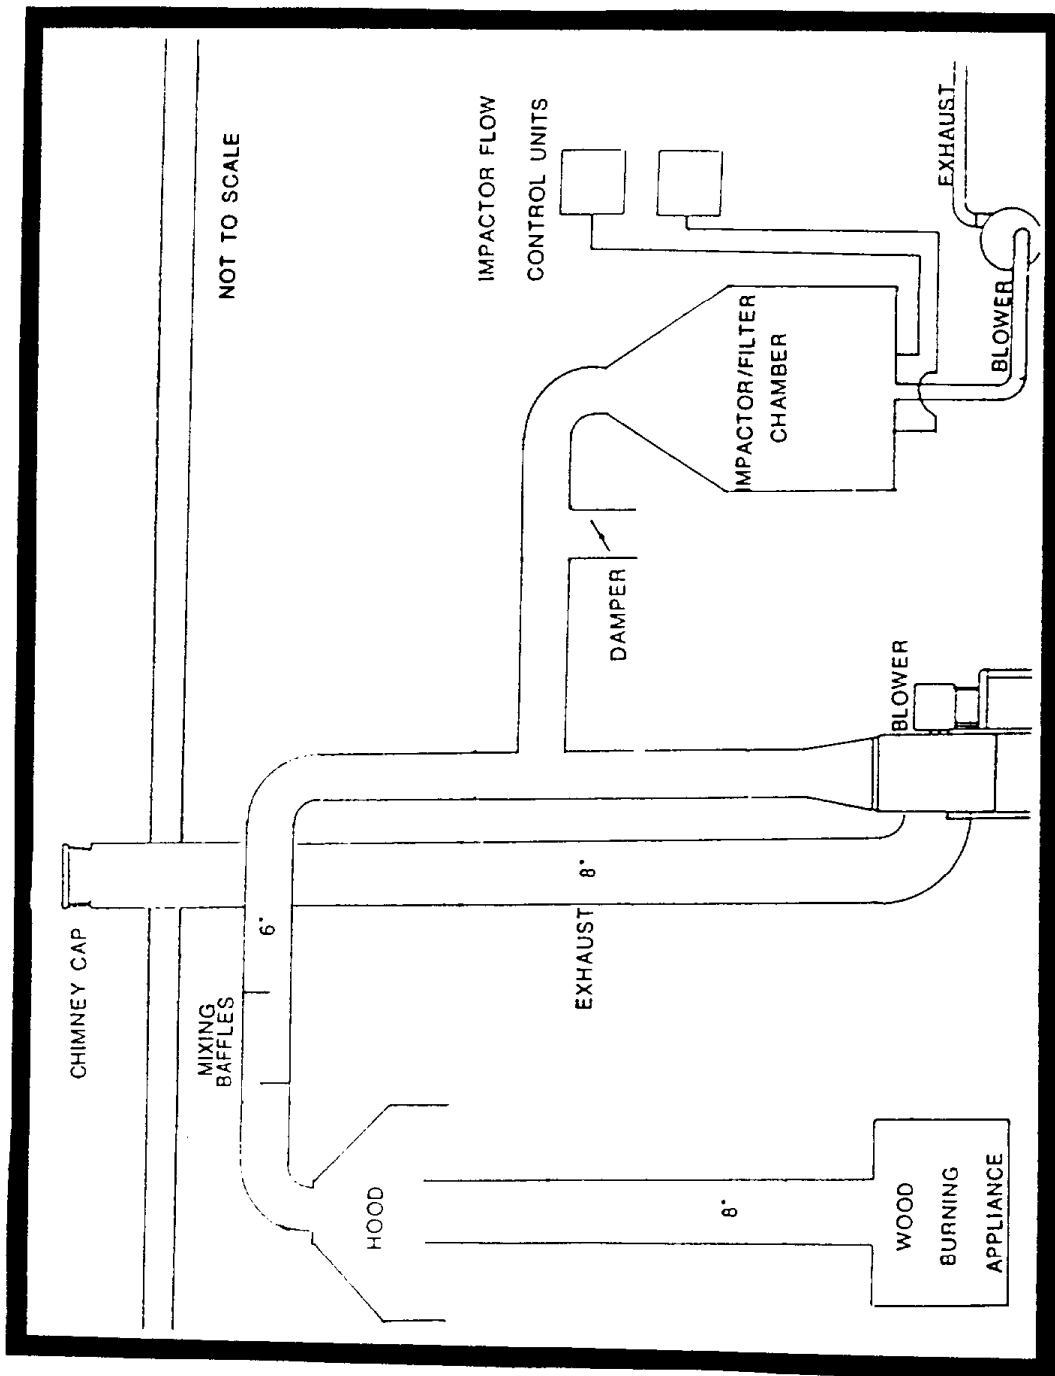 CHIMNEY CAP
NOT TO SCALE
MIXING
BAFFLES
6"
HOOD
8"
WOOD
BURNING
APPLIANCE
EXHAUST
8"
BLOWER
DAMPER
IMPACTOR FLOW
CONTROL UNITS
IMPACTOR/FILTER
CHAMBER
BLOWER
EXHAUST